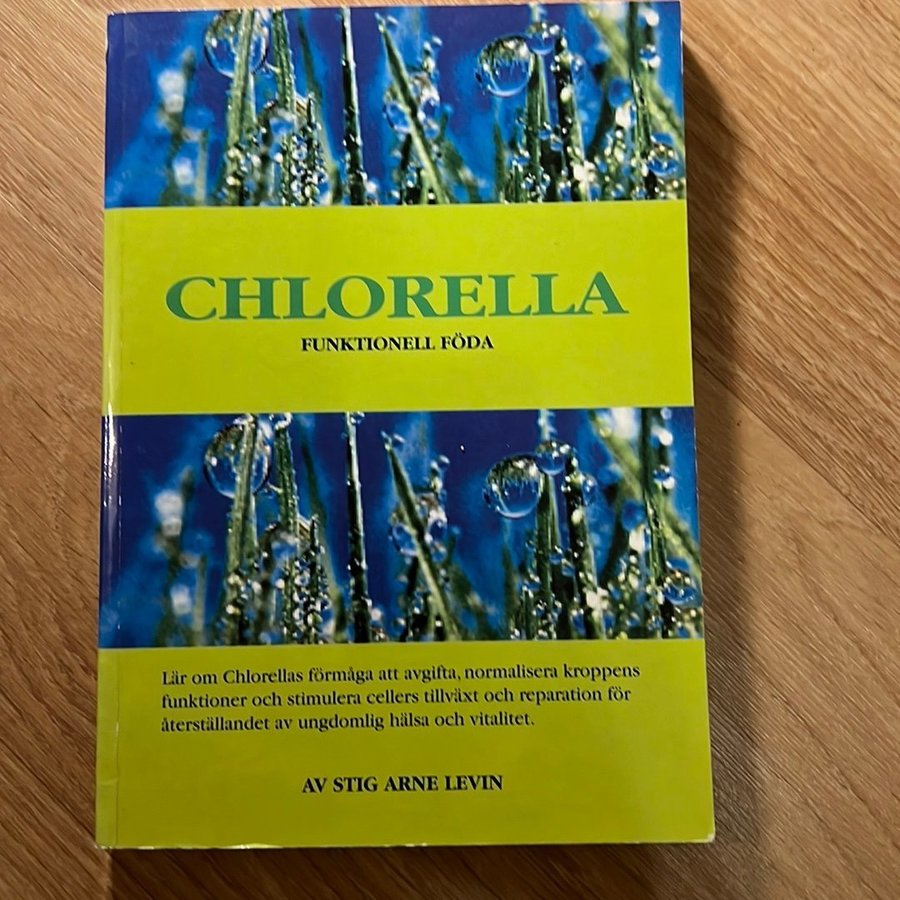 CHLORELLA
FUNKTIONELL FÖDA
Lär om Chlorellas förmåga att avgifta, normalisera kroppens
funktioner och stimulera cellers tillväxt och reparation för
återställandet av ungdomlig hälsa och vitalitet.
AV STIG ARNE LEVIN